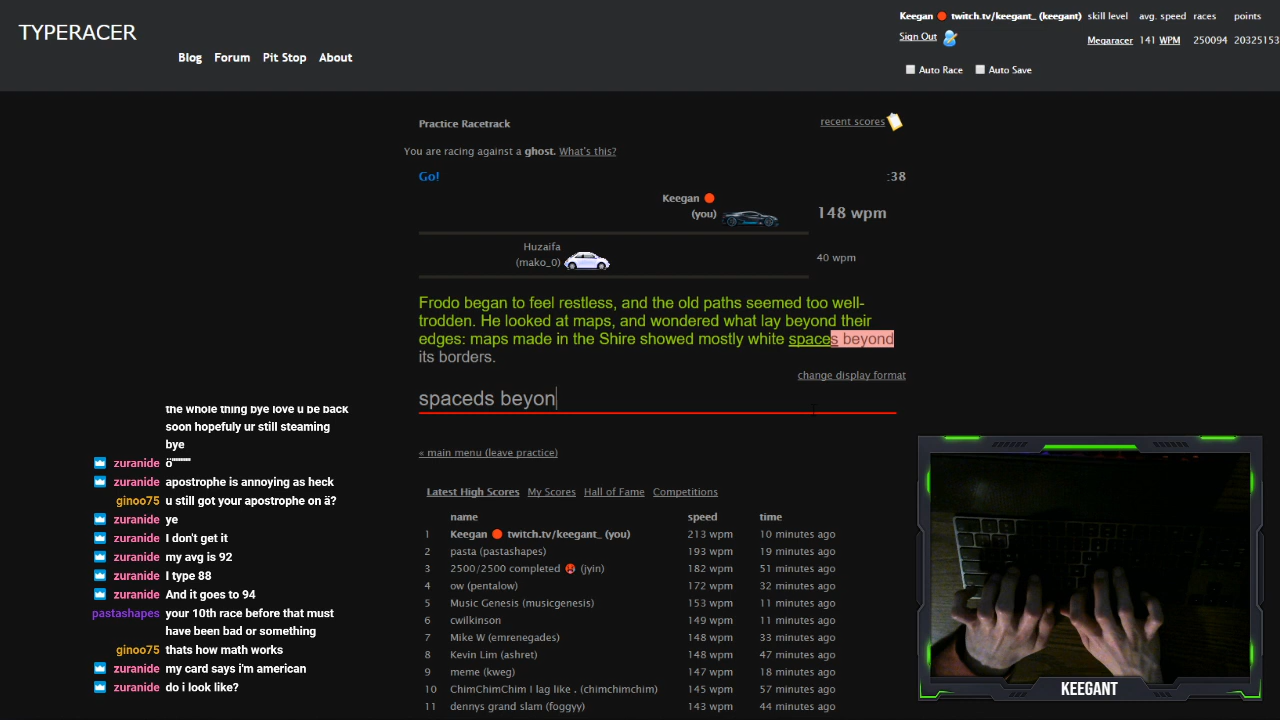 TYPERACER
Blog Forum Pit Stop About
Keegan 🔴 twitch.tv/keegant_ (keegant) skill level avg. speed races points
Sign Out Megaracer 141 WPM 250094 20325153
Auto Race Auto Save
Practice Racetrack
recent scores
You are racing against a ghost. What's this?
Go!
:38
Keegan 🔴
(you)
148 wpm
Huzaifa
(mako_0)
40 wpm
Frodo began to feel restless, and the old paths seemed too well-
trodden. He looked at maps, and wondered what lay beyond their
edges: maps made in the Shire showed mostly white spaces beyond
its borders.
change display format
spaceds beyon
« main menu (leave practice)
Latest High Scores My Scores Hall of Fame Competitions
name speed time
1 Keegan 🔴 twitch.tv/keegant_ (you) 213 wpm 10 minutes ago
2 pasta (pastashapes) 193 wpm 19 minutes ago
3 2500/2500 completed (jyin) 182 wpm 51 minutes ago
4 ow (pentalow) 172 wpm 32 minutes ago
5 Music Genesis (musicgenesis) 153 wpm 11 minutes ago
6 cwilkinson 149 wpm 11 minutes ago
7 Mike W (emrenegades) 148 wpm 33 minutes ago
8 Kevin Lim (ashret) 148 wpm 47 minutes ago
9 meme (kweg) 147 wpm 18 minutes ago
10 ChimChimChim I lag like . (chimchimchim) 145 wpm 57 minutes ago
11 dennys grand slam (foggyy) 143 wpm 44 minutes ago
the whole thing bye love u be back
soon hopefuly ur still steaming
bye
zuranide
zuranide apostrophe is annoying as heck
ginoo75 u still got your apostrophe on ä?
zuranide ye
zuranide I don't get it
zuranide my avg is 92
zuranide I type 88
zuranide And it goes to 94
pastashapes your 10th race before that must
have been bad or something
ginoo75 thats how math works
zuranide my card says i'm american
zuranide do i look like?
KEEGANT